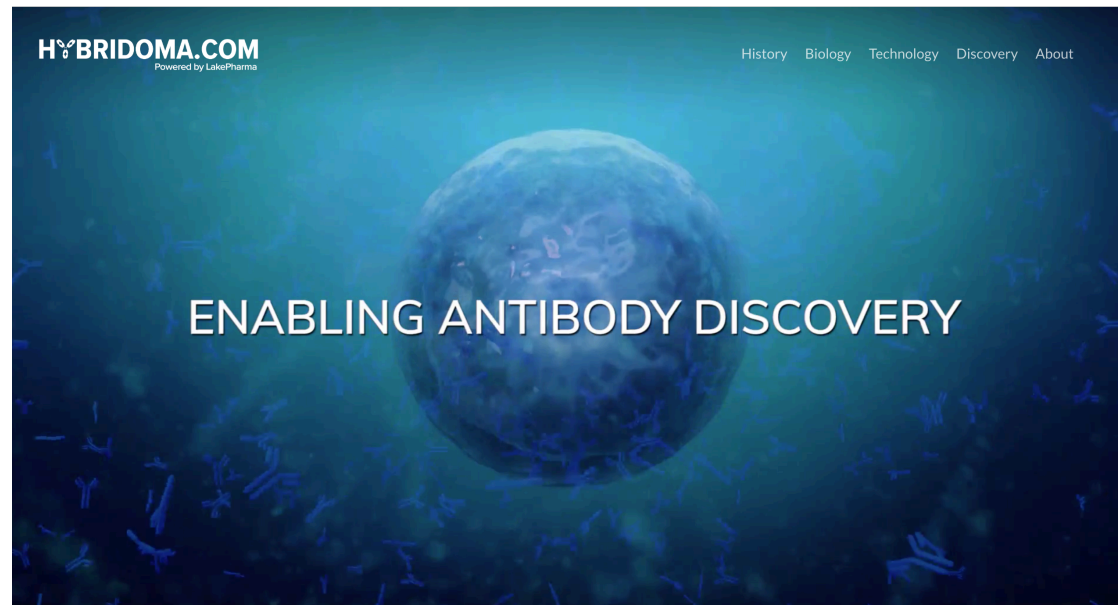 HYBRIDOMA.COM
Powered by LakePharma
History Biology Technology Discovery About
ENABLING ANTIBODY DISCOVERY